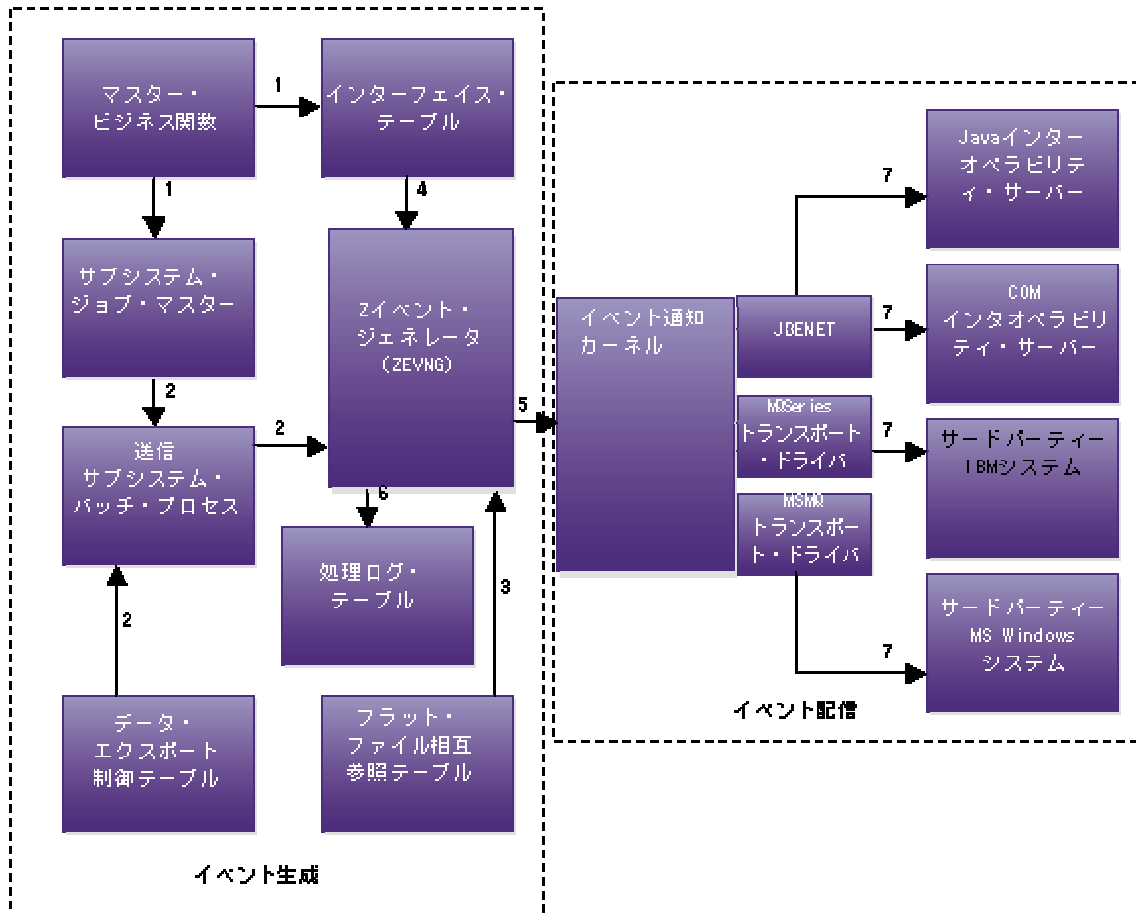 マスター・
ビジネス関数
1
インターフェイス・
テーブル
1
4
サブシステム・
ジョブ・マスター
Zイベント・
ジェネレータ
(ZEVNG)
2
2
送信
サブシステム・
バッチ・プロセス
5
6
処理ログ・
テーブル
3
2
データ・
エクスポート
制御テーブル
フラット・
ファイル相互
参照テーブル
イベント生成
イベント通知
カーネル
JDENET
MQSeries
トランスポート
・ドライバ
MSMQ
トランスポー
ト・ドライバ
7
Javaインター
オペラビリテ
ィ・サーバー
7
COM
インタオペラビリ
ティ・サーバー
7
サードパーティー
IBMシステム
7
サードパーティー
MS Windows
システム
イベント配信